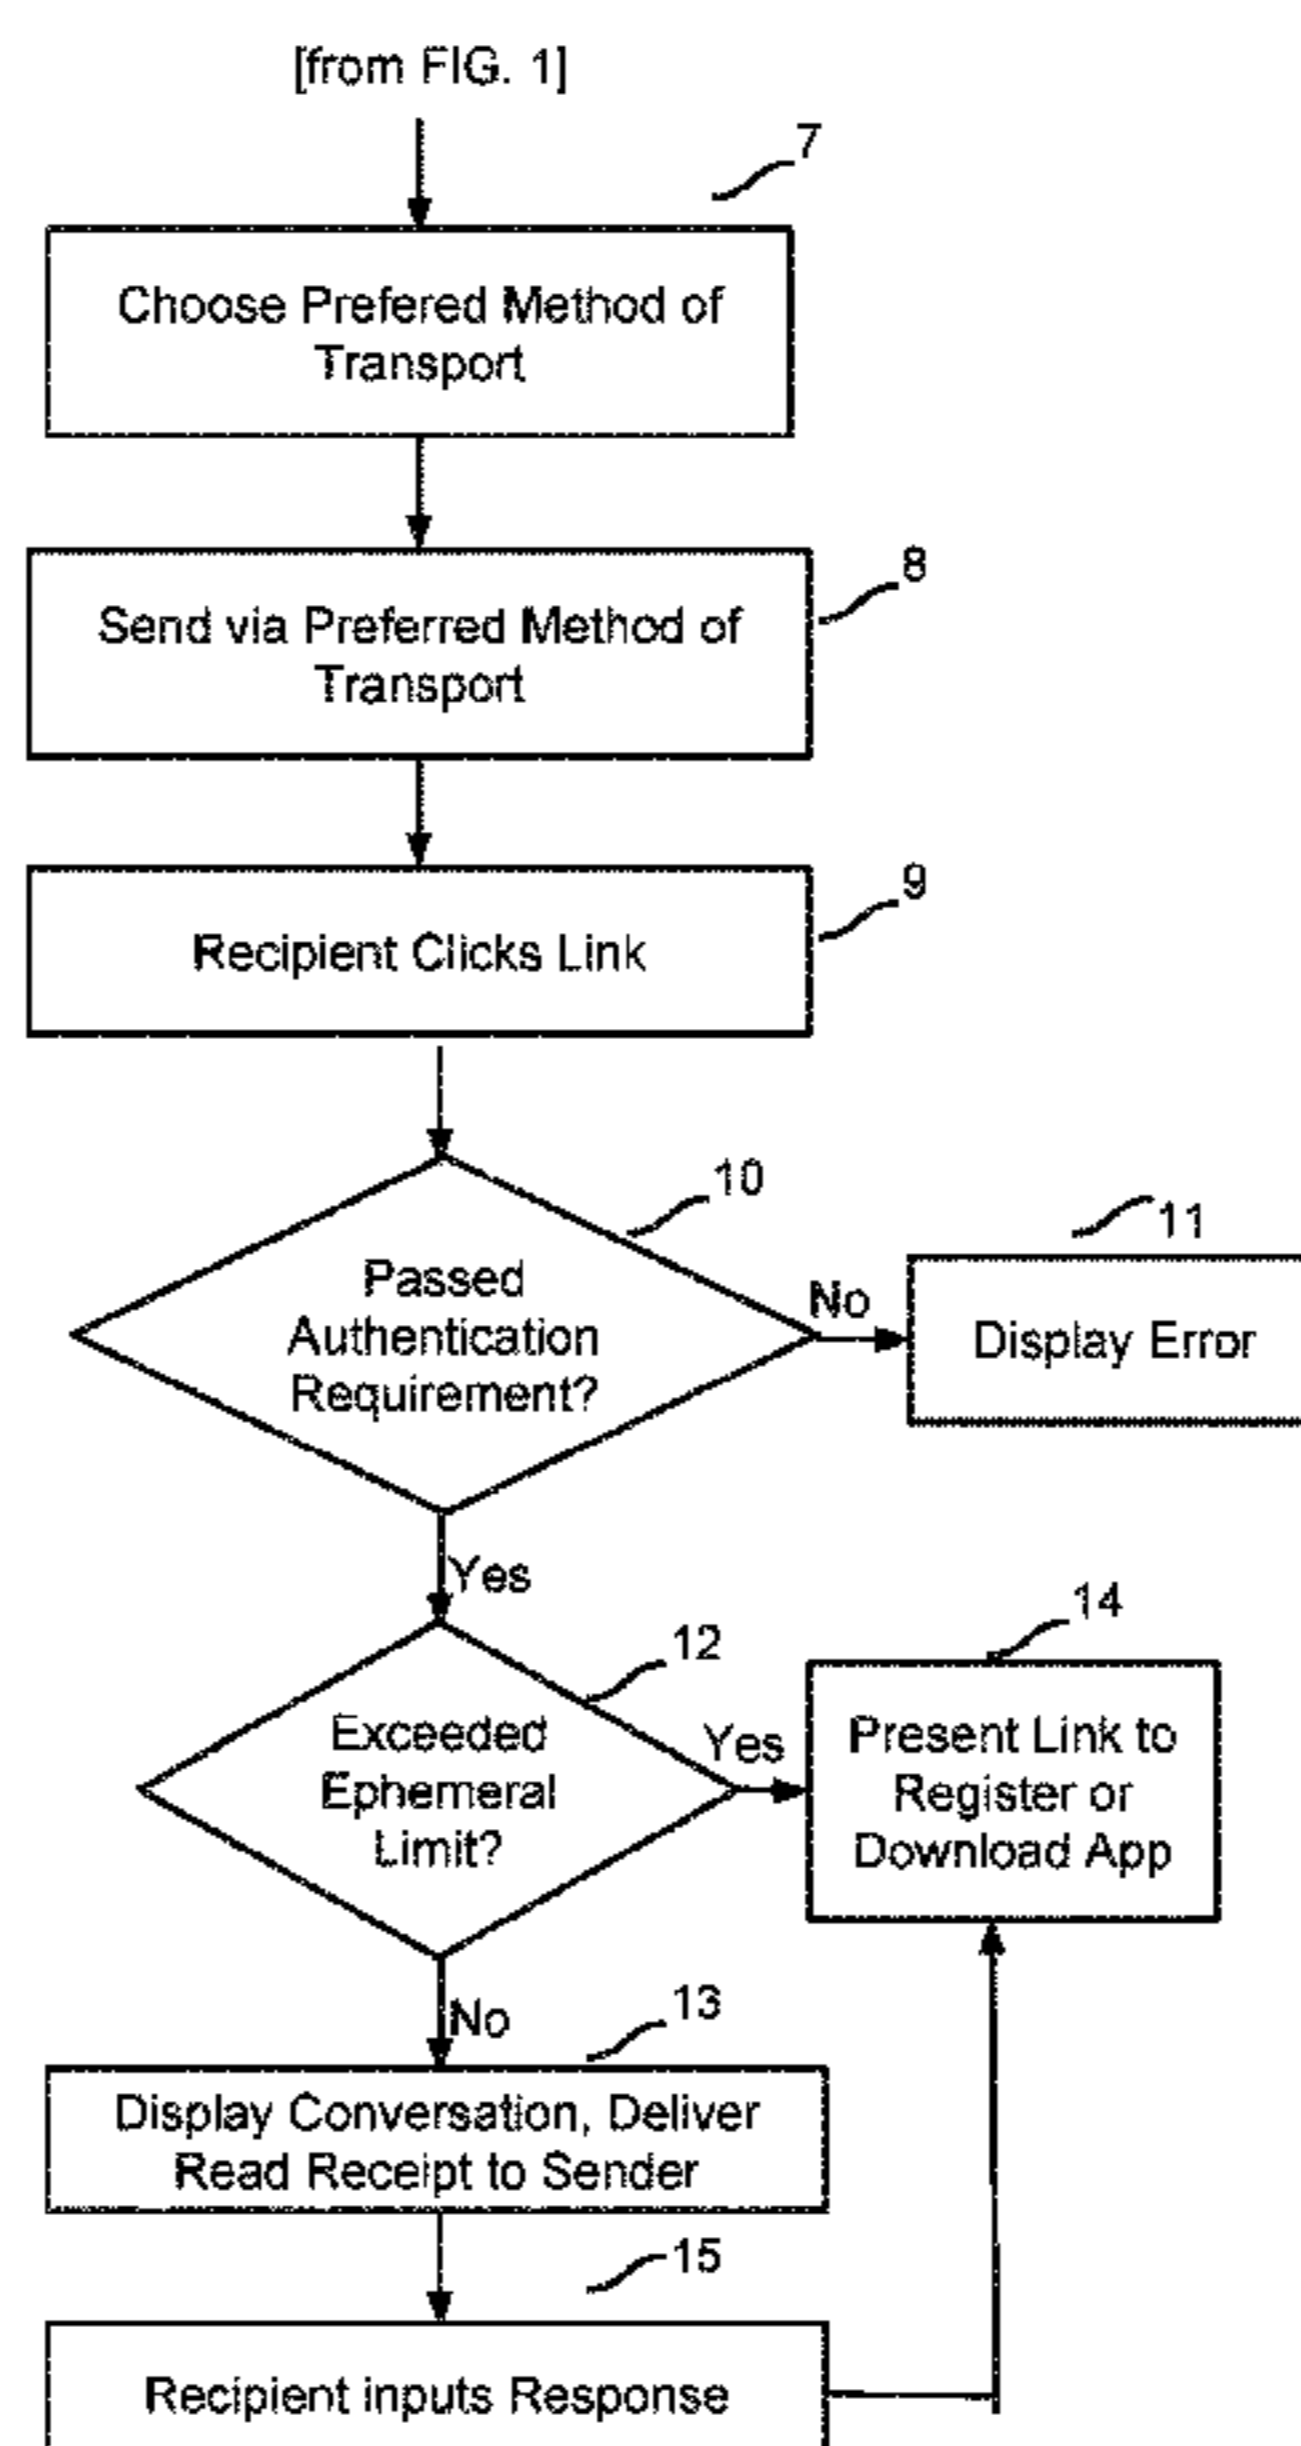 [from FIG. 1]
7
Choose Prefered Method of
Transport
8
Send via Preferred Method of
Transport
9
Recipient Clicks Link
10
Passed
Authentication
Requirement?
No
11
Display Error
Yes
12
Exceeded
Ephemeral
Limit?
Yes
14
Present Link to
Register or
Download App
No
13
Display Conversation, Deliver
Read Receipt to Sender
15
Recipient inputs Response